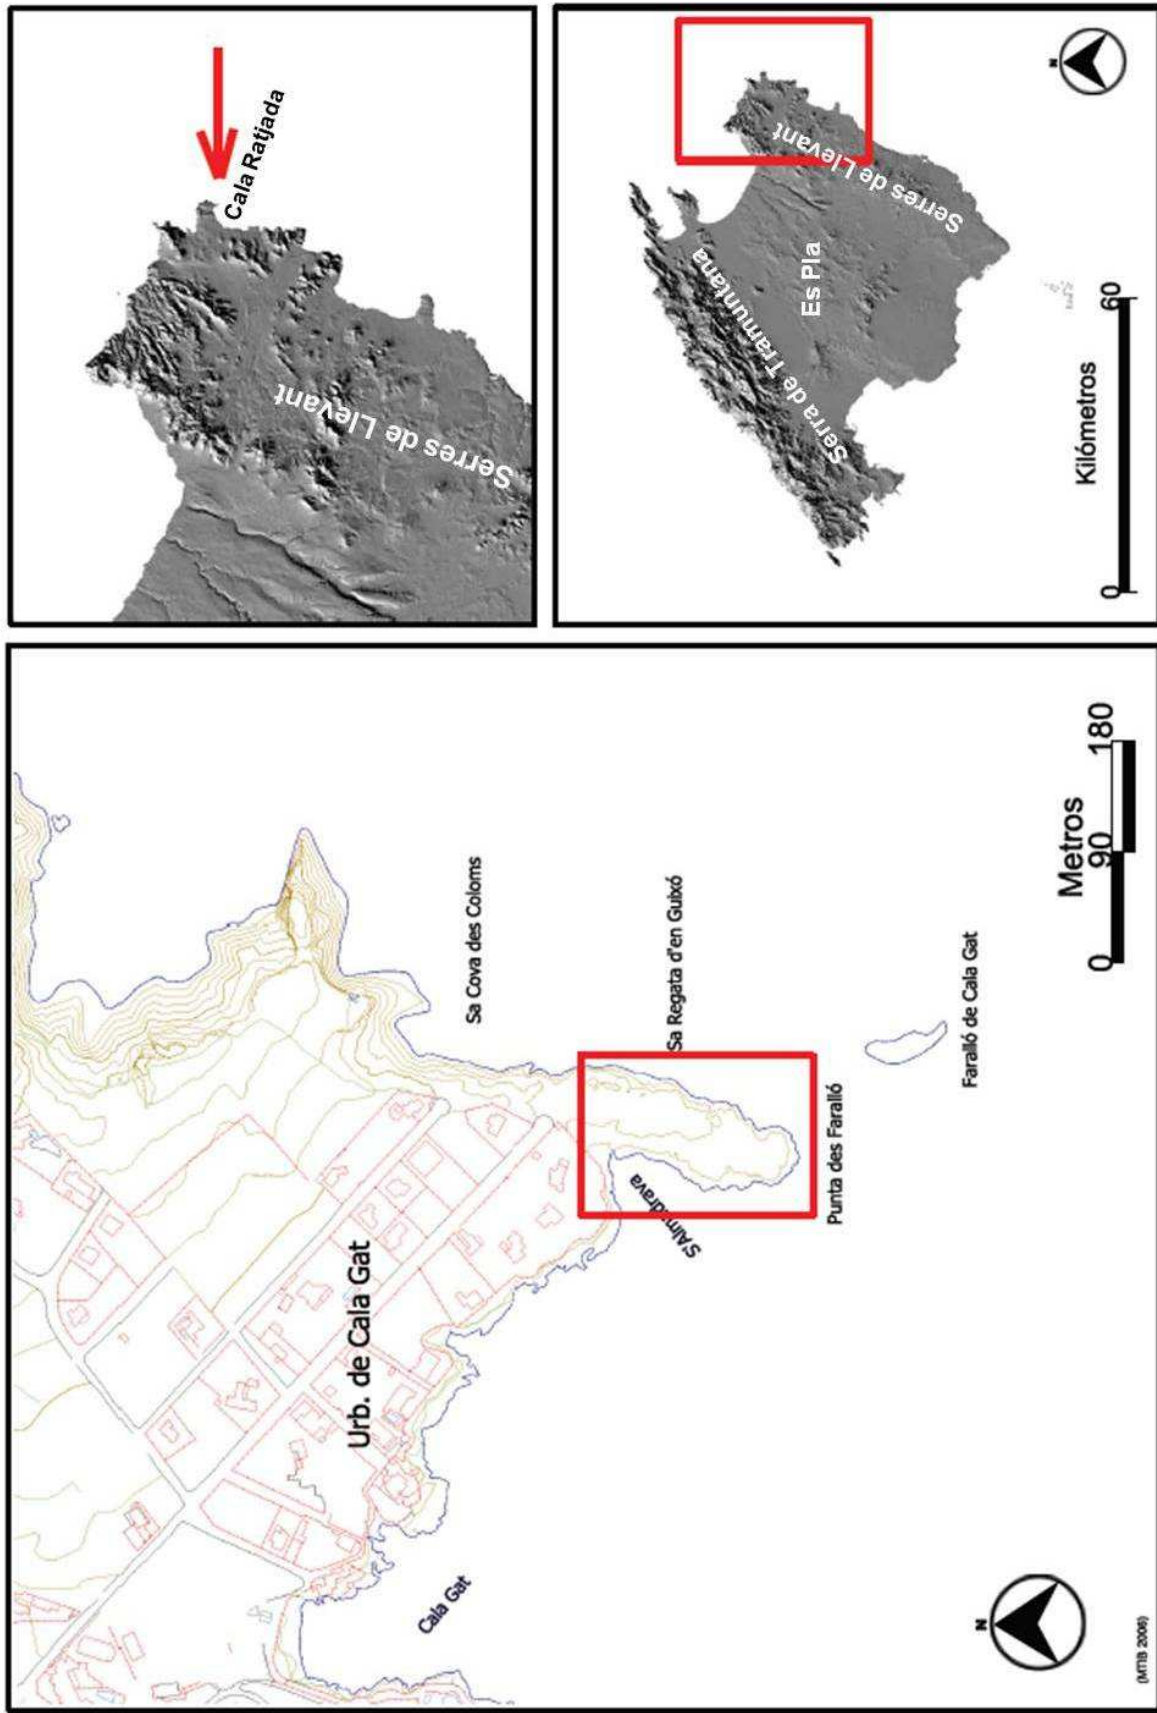 Cala Ratjada
Serres de Llevant
N
Serra de Tramuntana
Es Pla
Serres de Llevant
Kilómetros
0
60
Urb. de Cala Gat
Cala Gat
Sa Cova des Coloms
Sa Regata d'en Guixó
S'Almudrava
Punta des Faralló
Faralló de Cala Gat
Metros
0
90
180
N
(MTIB 2006)